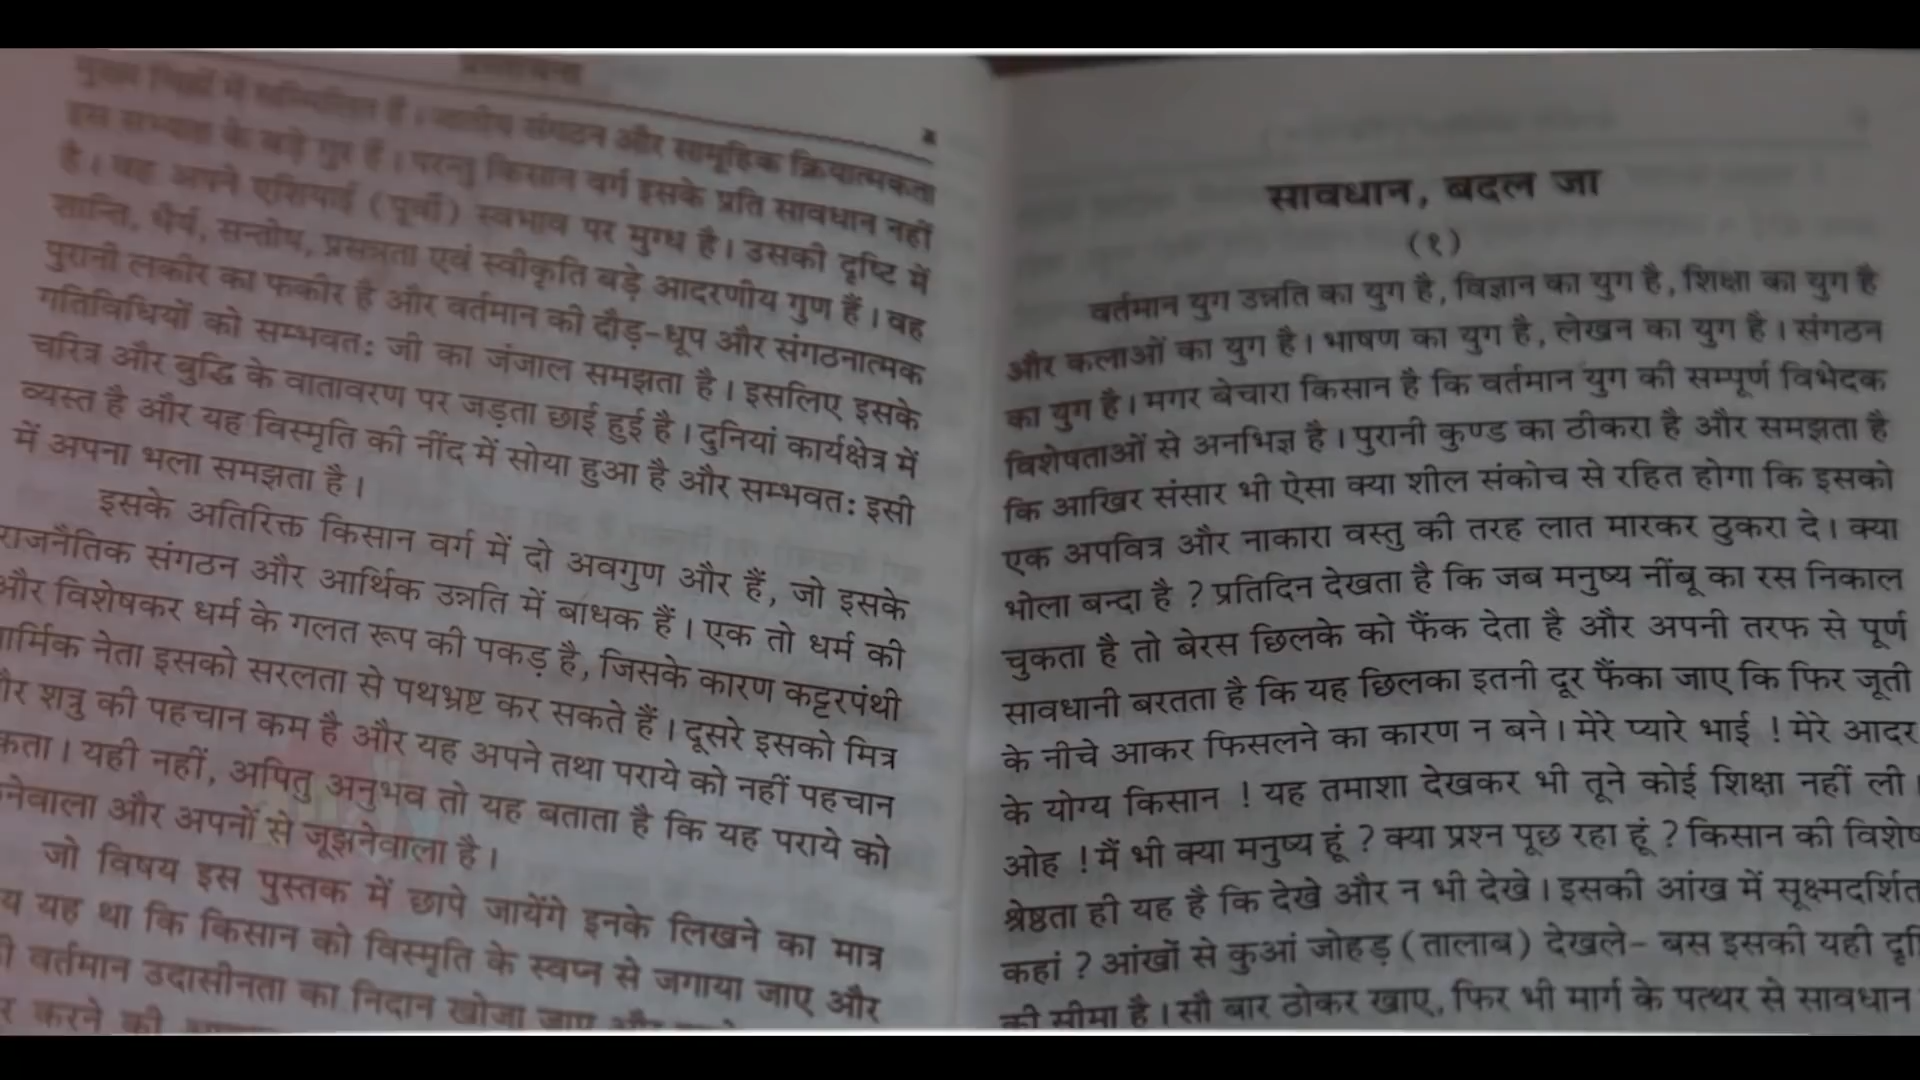 संगठन और सामूहिक क्रियात्मकता
है। वह अपने एशियाई (पूर्वी) स्वभाव पर मुग्ध है। उसकी दृष्टि में
शान्ति, धैर्य, सन्तोष, प्रसन्नता एवं स्वीकृति बड़े आदरणीय गुण हैं। वह
पुरानी लकीर का फकीर है और वर्तमान की दौड़-धूप और संगठनात्मक
गतिविधियों को सम्भवतः जी का जंजाल समझता है। इसलिए इसके
चरित्र और बुद्धि के वातावरण पर जड़ता छाई हुई है। दुनियां कार्यक्षेत्र में
व्यस्त है और यह विस्मृति की नींद में सोया हुआ है और सम्भवतः इसी
में अपना भला समझता है।
इसके अतिरिक्त किसान वर्ग में दो अवगुण और हैं, जो इसके
राजनैतिक संगठन और आर्थिक उन्नति में बाधक हैं। एक तो धर्म की
और विशेषकर धर्म के गलत रूप की पकड़ है, जिसके कारण कट्टरपंथी
र्मिक नेता इसको सरलता से पथभ्रष्ट कर सकते हैं। दूसरे इसको मित्र
र शत्रु की पहचान कम है और यह अपने तथा पराये को नहीं पहचान
कता। यही नहीं, अपितु अनुभव तो यह बताता है कि यह पराये को
नेवाला और अपनों से जूझनेवाला है।
जो विषय इस पुस्तक में छापे जायेंगे इनके लिखने का मात्र
य यह था कि किसान को विस्मृति के स्वप्न से जगाया जाए और
वर्तमान उदासीनता का निदान खोजा जाए और
र करने की
सावधान, बदल जा
(१)
वर्तमान युग उन्नति का युग है, विज्ञान का युग है, शिक्षा का युग है
और कलाओं का युग है। भाषण का युग है, लेखन का युग है। संगठन
का युग है। मगर बेचारा किसान है कि वर्तमान युग की सम्पूर्ण विभेदक
विशेषताओं से अनभिज्ञ है। पुरानी कुण्ड का ठीकरा है और समझता है
कि आखिर संसार भी ऐसा क्या शील संकोच से रहित होगा कि इसको
एक अपवित्र और नाकारा वस्तु की तरह लात मारकर ठुकरा दे। क्या
भोला बन्दा है ? प्रतिदिन देखता है कि जब मनुष्य नींबू का रस निकाल
चुकता है तो बेरस छिलके को फैंक देता है और अपनी तरफ से पूर्ण
सावधानी बरतता है कि यह छिलका इतनी दूर फैंका जाए कि फिर जूती
के नीचे आकर फिसलने का कारण न बने। मेरे प्यारे भाई ! मेरे आदर
के योग्य किसान ! यह तमाशा देखकर भी तूने कोई शिक्षा नहीं ली।
ओह ! मैं भी क्या मनुष्य हूं ? क्या प्रश्न पूछ रहा हूं ? किसान की विशेष
श्रेष्ठता ही यह है कि देखे और न भी देखे। इसकी आंख में सूक्ष्मदर्शित
कहां ? आंखों से कुआं जोहड़ (तालाब) देखले- बस इसकी यही दृ
की सीमा है। सौ बार ठोकर खाए, फिर भी मार्ग के पत्थर से सावधान